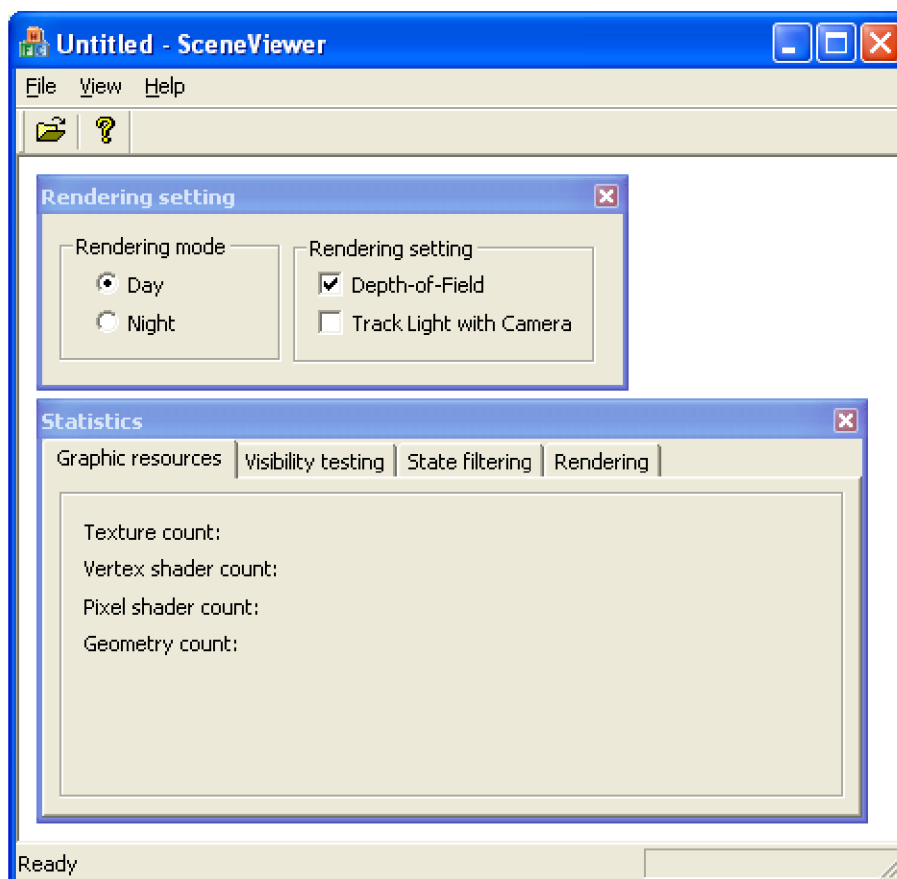 Untitled - SceneViewer
File View Help
Rendering setting
Rendering mode
Day
Night
Rendering setting
Depth-of-Field
Track Light with Camera
Statistics
Graphic resources Visibility testing State filtering Rendering
Texture count:
Vertex shader count:
Pixel shader count:
Geometry count:
Ready